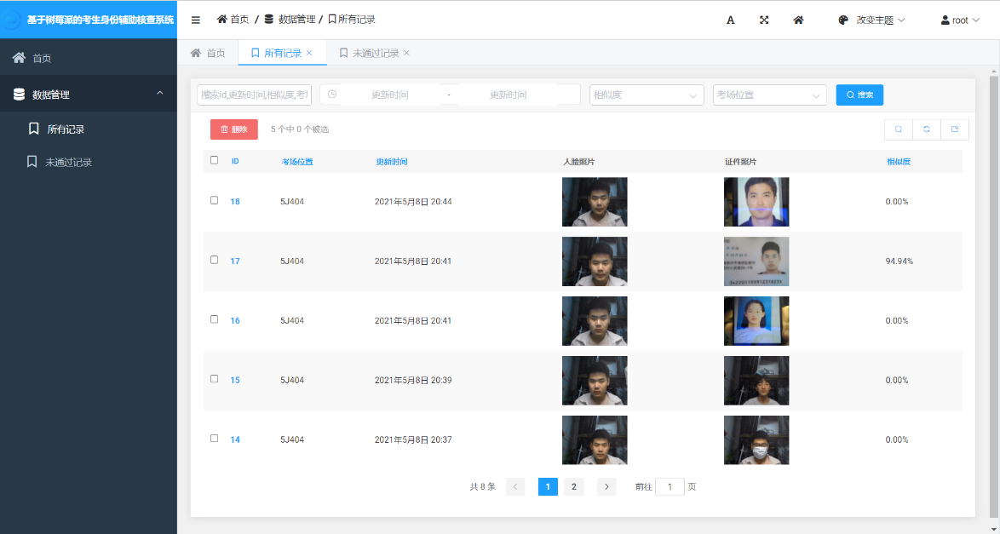 基于树莓派的考生身份辅助核查系统
首页 / 数据管理 / 所有记录
A
改变主题
root
首页
数据管理
所有记录
未通过记录
首页
所有记录 ×
未通过记录 ×
搜索id,更新时间,相似度,考场
更新时间 - 更新时间
相似度
考场位置
搜索
删除
5 个中 0 个被选
ID 考场位置 更新时间 人脸照片 证件照片 相似度
18 5J404 2021年5月8日 20:44 0.00%
17 5J404 2021年5月8日 20:41 94.94%
16 5J404 2021年5月8日 20:41 0.00%
15 5J404 2021年5月8日 20:39 0.00%
14 5J404 2021年5月8日 20:37 0.00%
共 8 条 < 1 2 > 前往 1 页